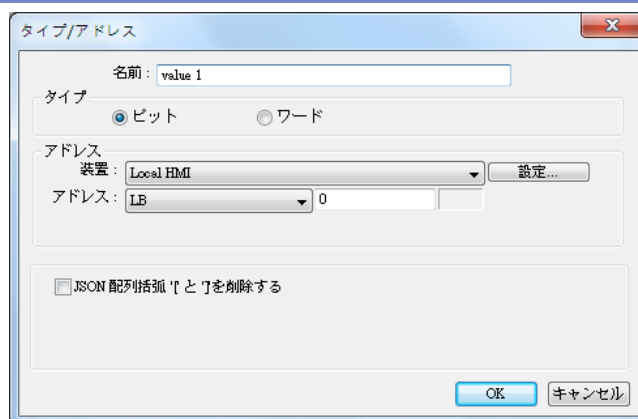 タイプ/アドレス
名前 : value 1
タイプ
ビット ワード
アドレス
装置 : Local HMI 設定...
アドレス : LB 0
JSON 配列括弧 '[' と ']'を削除する
OK キャンセル